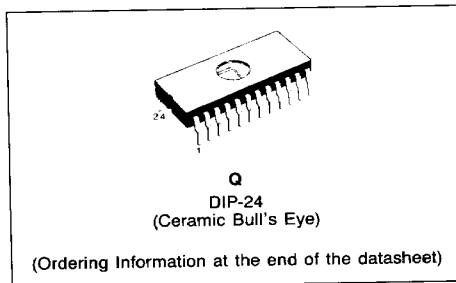 24
1
Q
DIP-24
(Ceramic Bull's Eye)
(Ordering Information at the end of the datasheet)